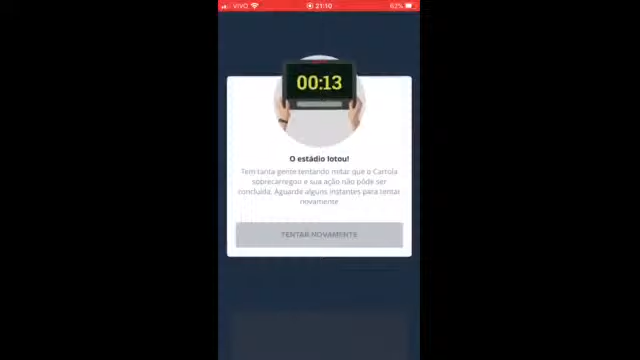 VIVO 21:10 82%
00:13
O estádio lotou!
Tem tanta gente tentando mitar que o Cartola
sobrecarregou e sua ação não pôde ser
concluída. Aguarde alguns instantes para tentar
novamente
TENTAR NOVAMENTE